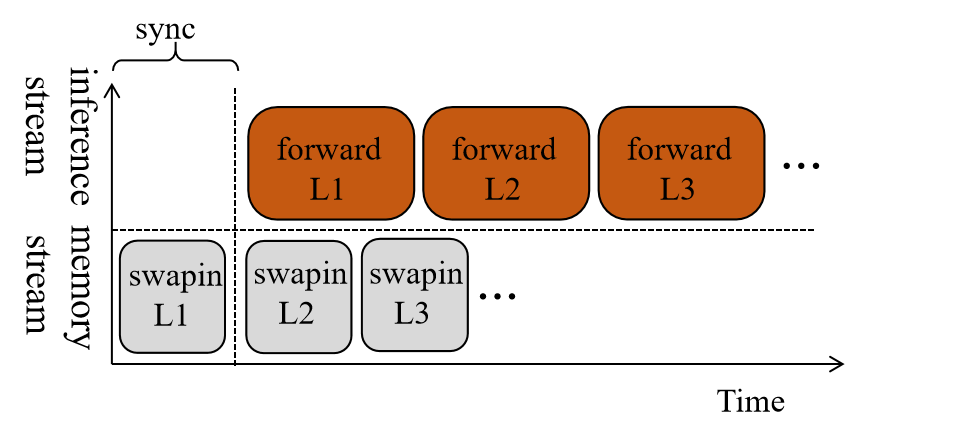 sync
inference
stream
forward
L1
forward
L2
forward
L3
...
memory
stream
swapin
L1
swapin
L2
swapin
L3
...
Time